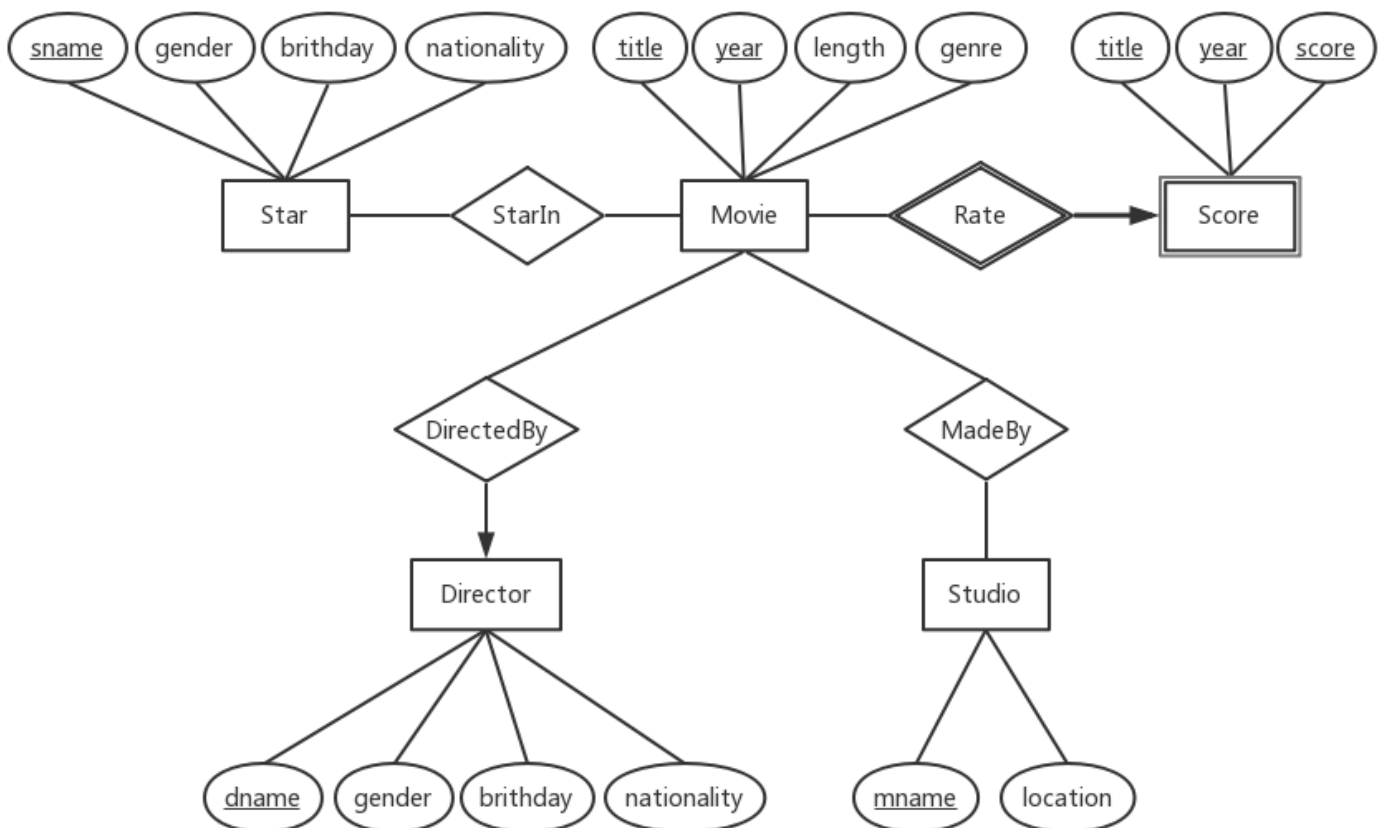 sname gender brithday nationality title year length genre title year score
Star StarIn Movie Rate Score
DirectedBy MadeBy
Director Studio
dname gender brithday nationality mname location